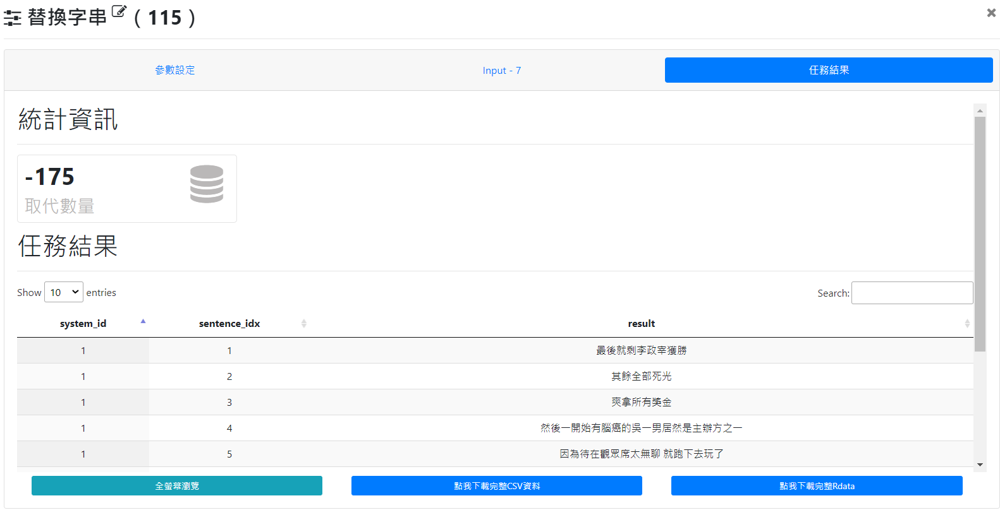 替換字串 ( 115 )
參數設定 Input - 7 任務結果
統計資訊
-175
取代數量
任務結果
Show 10 entries Search:
system_id sentence_idx result
1 1 最後就剩李政宰獲勝
1 2 其餘全部死光
1 3 爽拿所有獎金
1 4 然後一開始有腦癌的吳一男居然是主辦方之一
1 5 因為待在觀眾席太無聊 就跑下去玩了
全螢幕瀏覽 點我下載完整CSV資料 點我下載完整Rdata